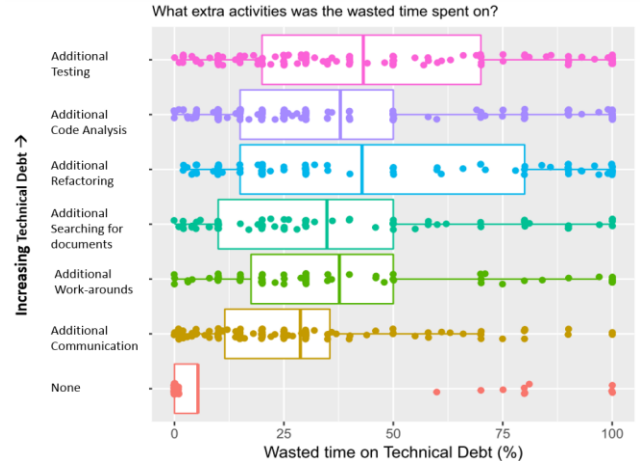 What extra activities was the wasted time spent on?
Additional
Testing
Additional
Code Analysis
Additional
Refactoring
Additional
Searching for
documents
Additional
Work-arounds
Additional
Communication
None
Increasing Technical Debt →
0 25 50 75 100
Wasted time on Technical Debt (%)